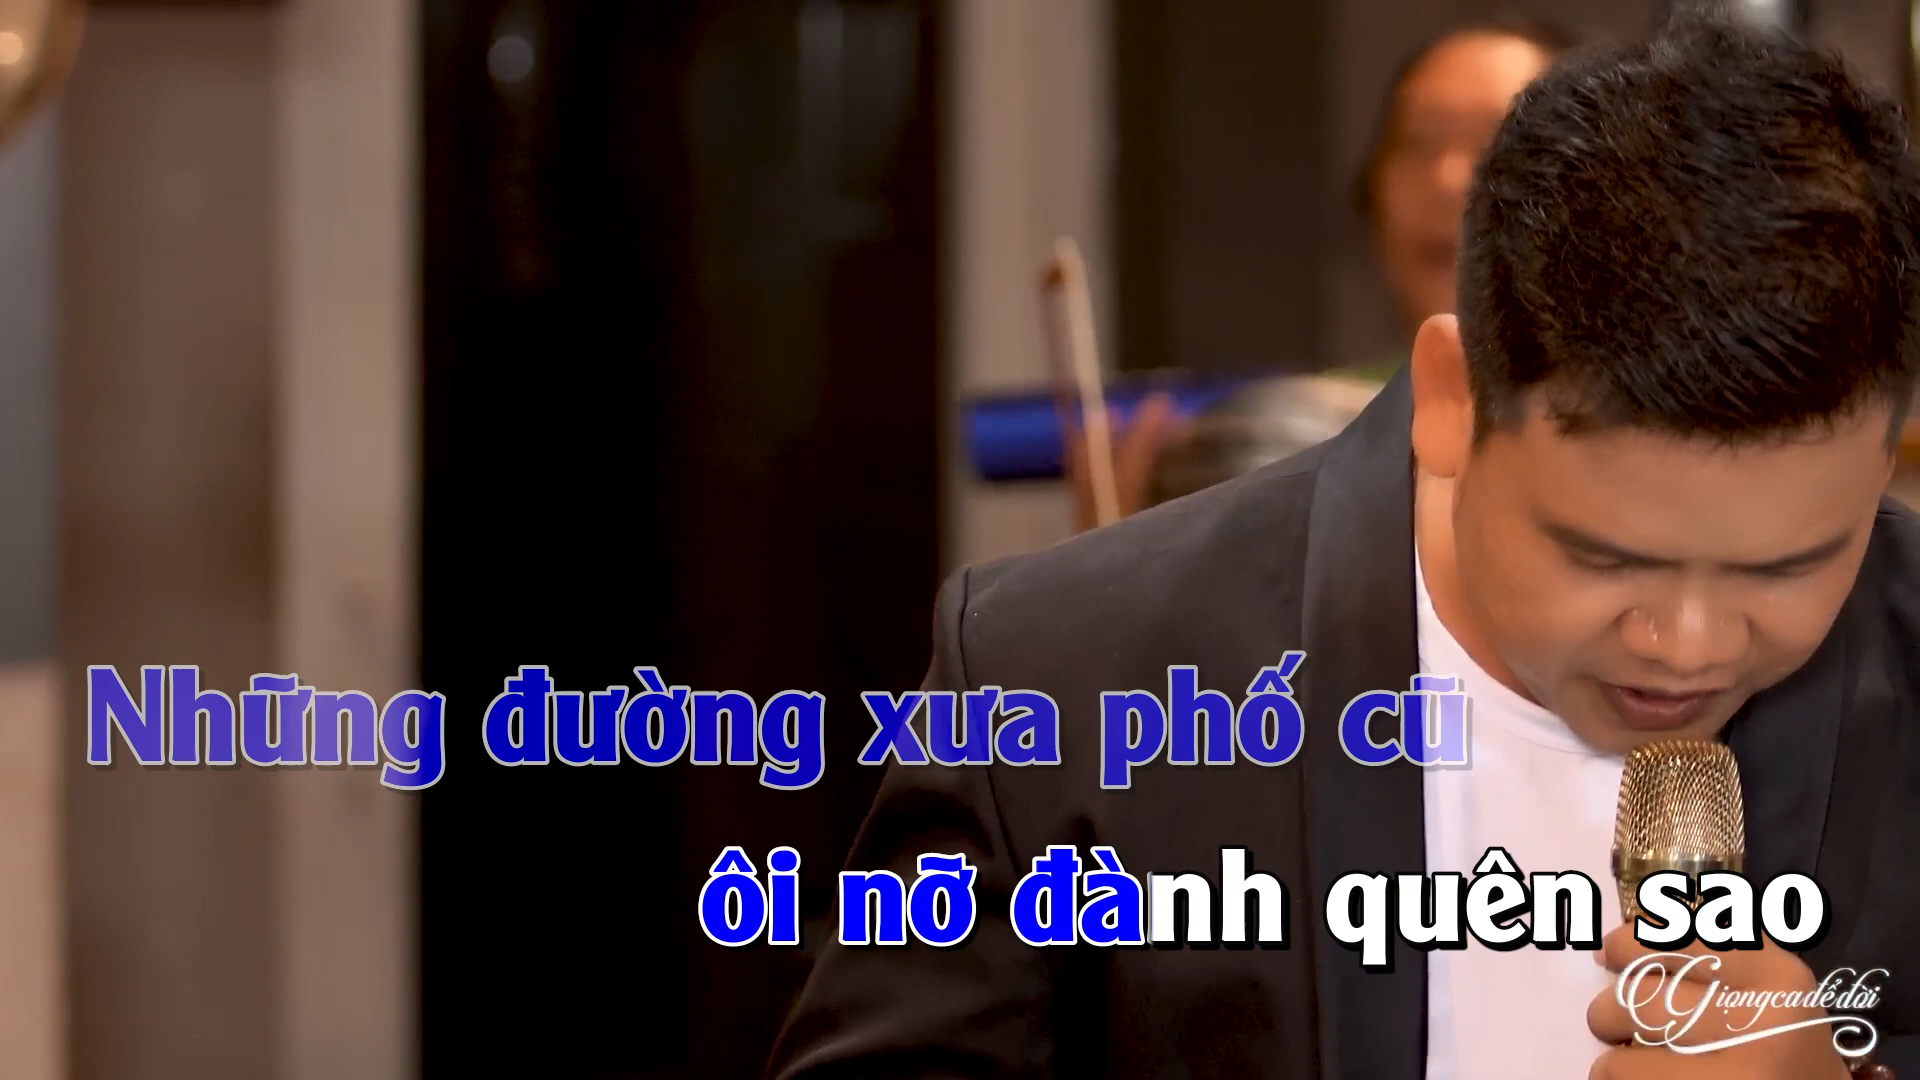 Những đường xưa phố cũ
ôi nỡ đành quên sao
Giọngcađểđời